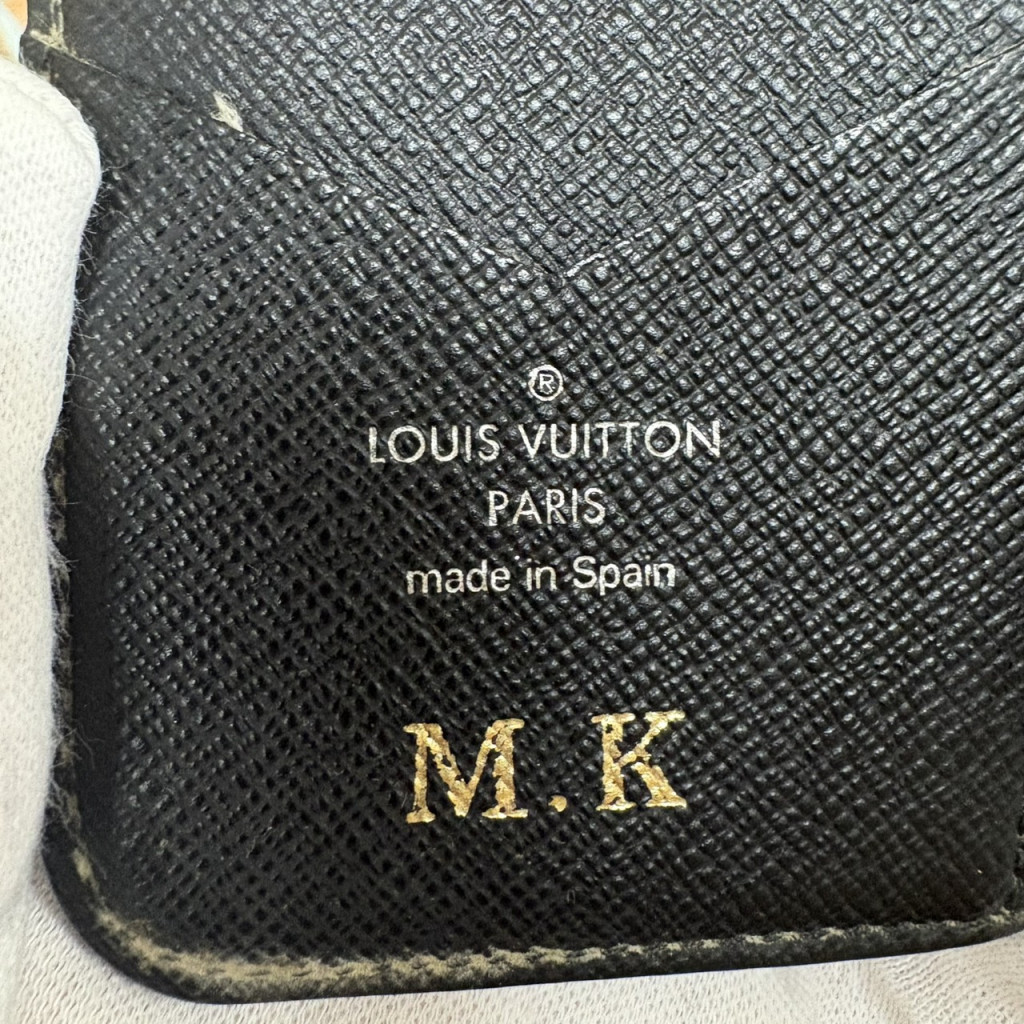 ®
LOUIS VUITTON
PARIS
made in Spain
M.K